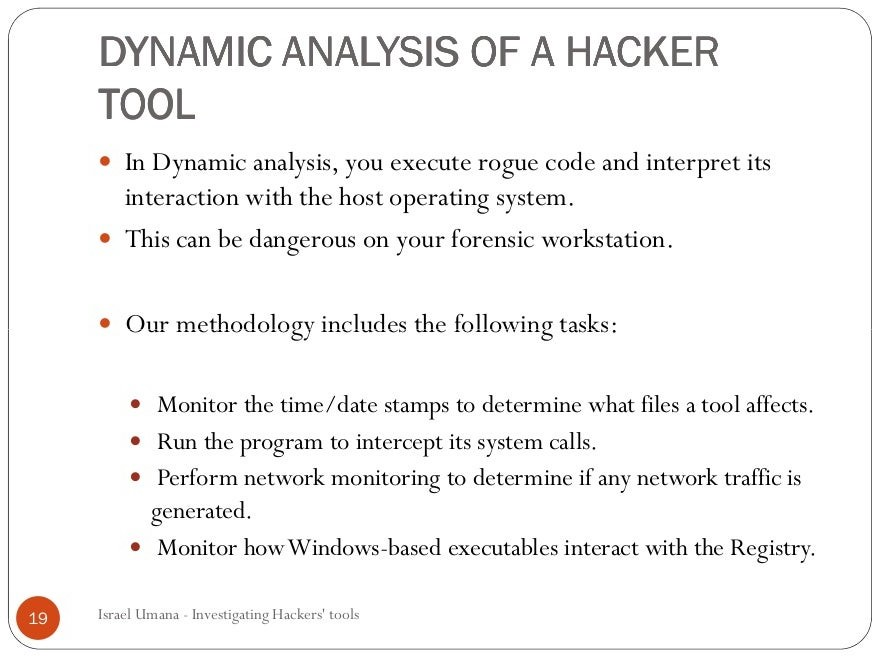 DYNAMIC ANALYSIS OF A HACKER
TOOL
• In Dynamic analysis, you execute rogue code and interpret its
interaction with the host operating system.
• This can be dangerous on your forensic workstation.
• Our methodology includes the following tasks:
• Monitor the time/date stamps to determine what files a tool affects.
• Run the program to intercept its system calls.
• Perform network monitoring to determine if any network traffic is
generated.
• Monitor how Windows-based executables interact with the Registry.
19 Israel Umana - Investigating Hackers' tools